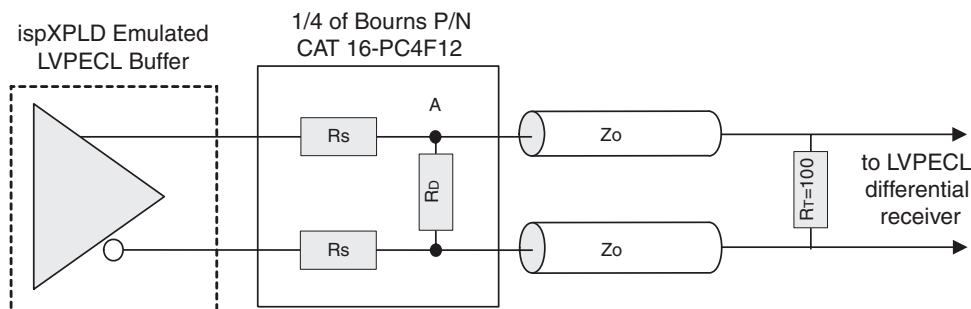 1/4 of Bourns P/N
CAT 16-PC4F12
ispXPLD Emulated
LVPECL Buffer
A
Rs
Zo
RD
RT=100
to LVPECL
differential
receiver
Rs
Zo